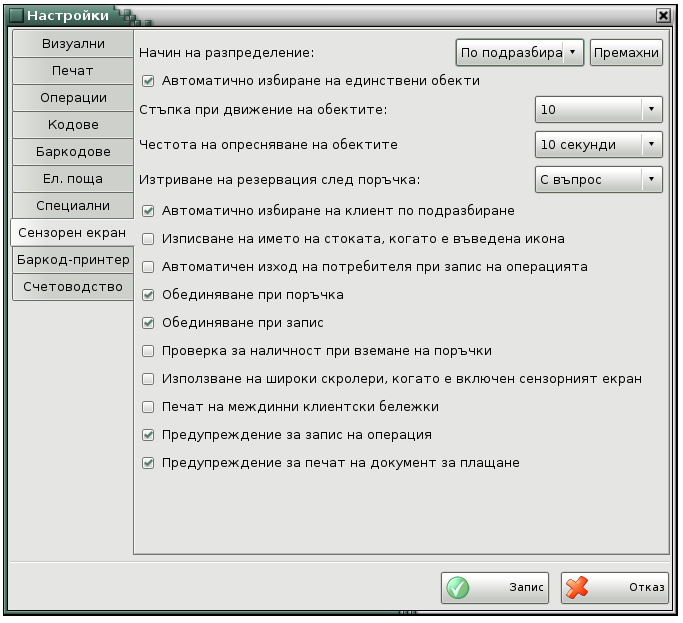 Настройки
Визуални
Печат
Операции
Кодове
Баркодове
Ел. поща
Специални
Сензорен екран
Баркод-принтер
Счетоводство
Начин на разпределение: По подразбира Премахни
Автоматично избиране на единствени обекти
Стъпка при движение на обектите: 10
Честота на опресняване на обектите 10 секунди
Изтриване на резервация след поръчка: С въпрос
Автоматично избиране на клиент по подразбиране
Изписване на името на стоката, когато е въведена икона
Автоматичен изход на потребителя при запис на операцията
Обединяване при поръчка
Обединяване при запис
Проверка за наличност при вземане на поръчки
Използване на широки скролери, когато е включен сензорният екран
Печат на междинни клиентски бележки
Предупреждение за запис на операция
Предупреждение за печат на документ за плащане
Запис Отказ